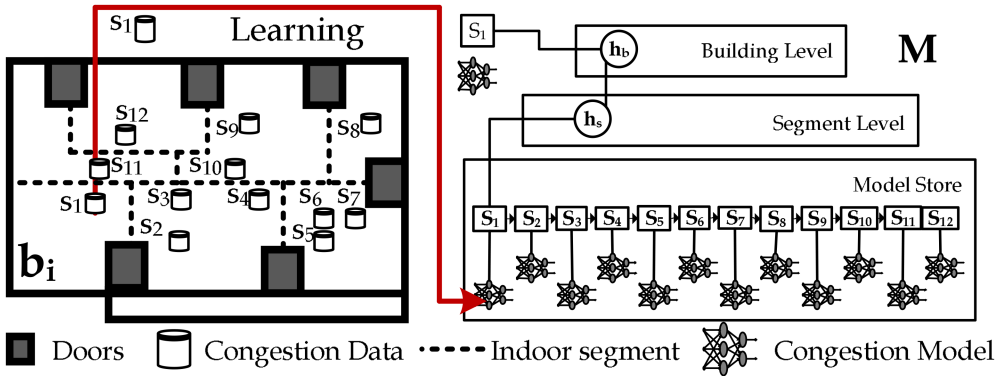 S1
Learning
S12
S9
S8
S11
S10
S1
S3
S4
S6
S7
S2
S5
bi
S1
hb
Building Level
M
hs
Segment Level
Model Store
S1 S2 S3 S4 S5 S6 S7 S8 S9 S10 S11 S12
Doors Congestion Data Indoor segment Congestion Model